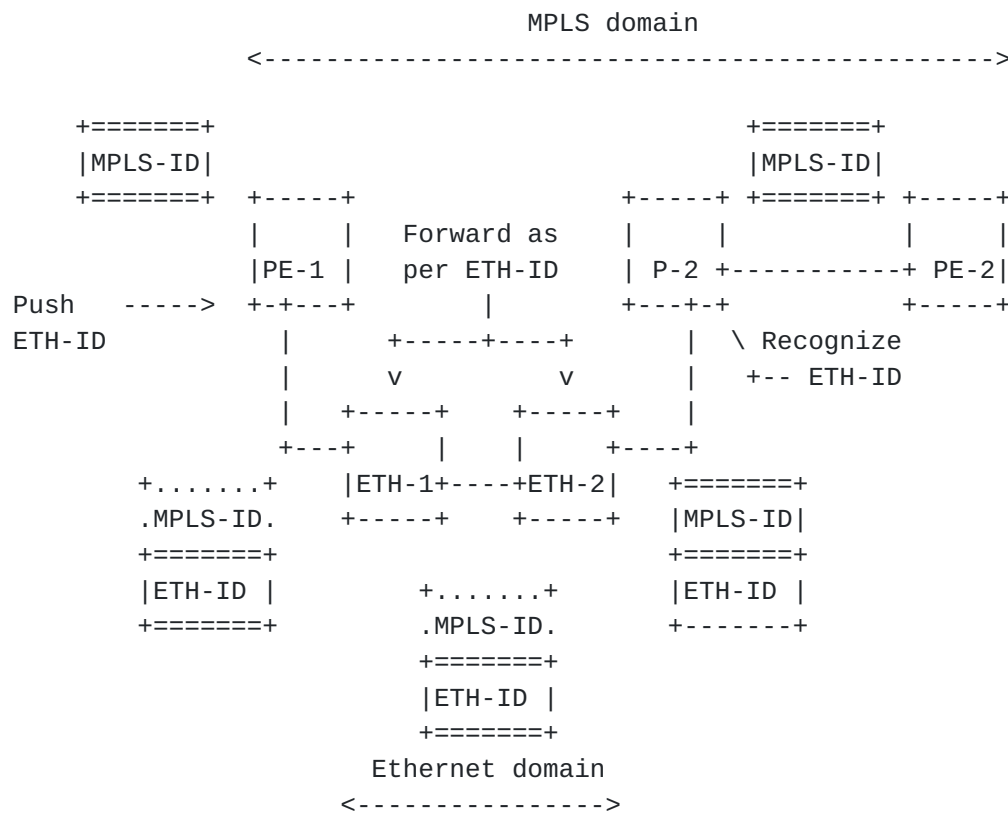 MPLS domain
<----------------------------------------------->
+=======+ +=======+
|MPLS-ID| |MPLS-ID|
+=======+ +-----+ +-----+ +=======+ +-----+
| | Forward as | | | |
|PE-1 | per ETH-ID | P-2 +-----------+ PE-2|
Push -----> +-+---+ | +---+-+ +-----+
ETH-ID | +-----+----+ | \ Recognize
| v v | +-- ETH-ID
| +-----+ +-----+ |
+---+ | | +----+
+.......+ |ETH-1+----+ETH-2| +=======+
.MPLS-ID. +-----+ +-----+ |MPLS-ID|
+=======+ +=======+
|ETH-ID | +.......+ |ETH-ID |
+=======+ .MPLS-ID. +-------+
+=======+
|ETH-ID |
+=======+
Ethernet domain
<---------------->